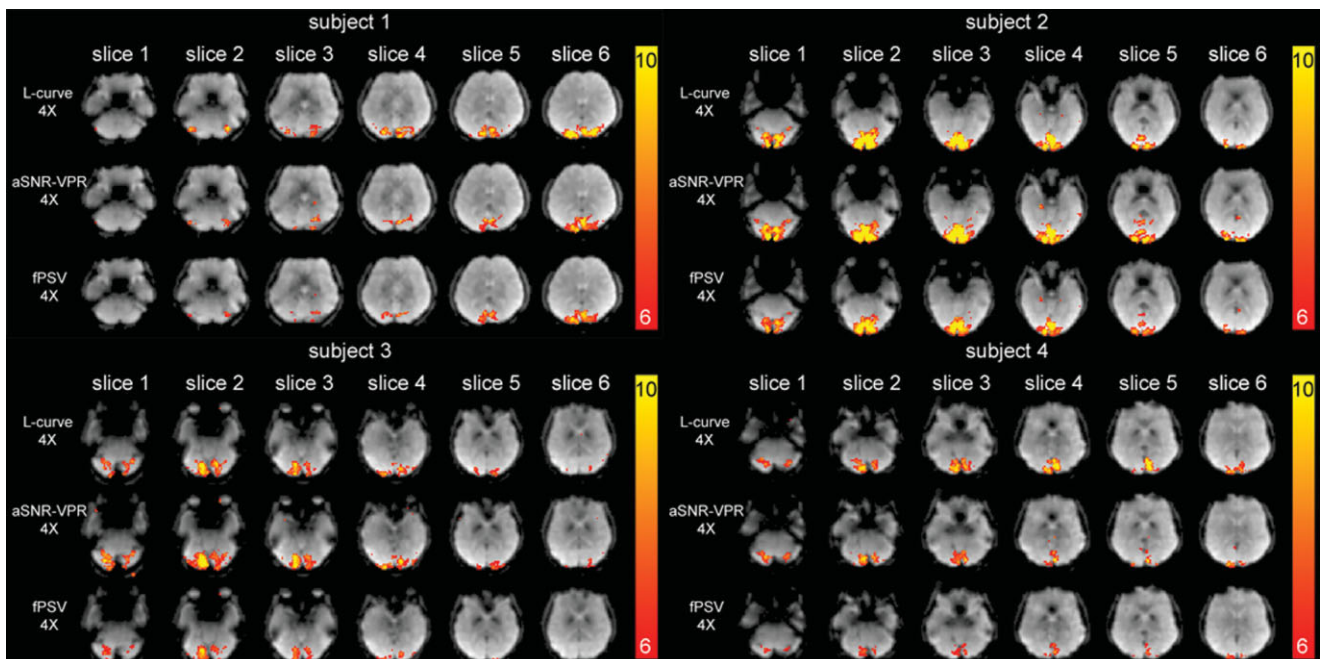 subject 1
slice 1 slice 2 slice 3 slice 4 slice 5 slice 6
L-curve
4X
aSNR-VPR
4X
fPSV
4X
10
6
subject 2
slice 1 slice 2 slice 3 slice 4 slice 5 slice 6
L-curve
4X
aSNR-VPR
4X
fPSV
4X
10
6
subject 3
slice 1 slice 2 slice 3 slice 4 slice 5 slice 6
L-curve
4X
aSNR-VPR
4X
fPSV
4X
10
6
subject 4
slice 1 slice 2 slice 3 slice 4 slice 5 slice 6
L-curve
4X
aSNR-VPR
4X
fPSV
4X
10
6